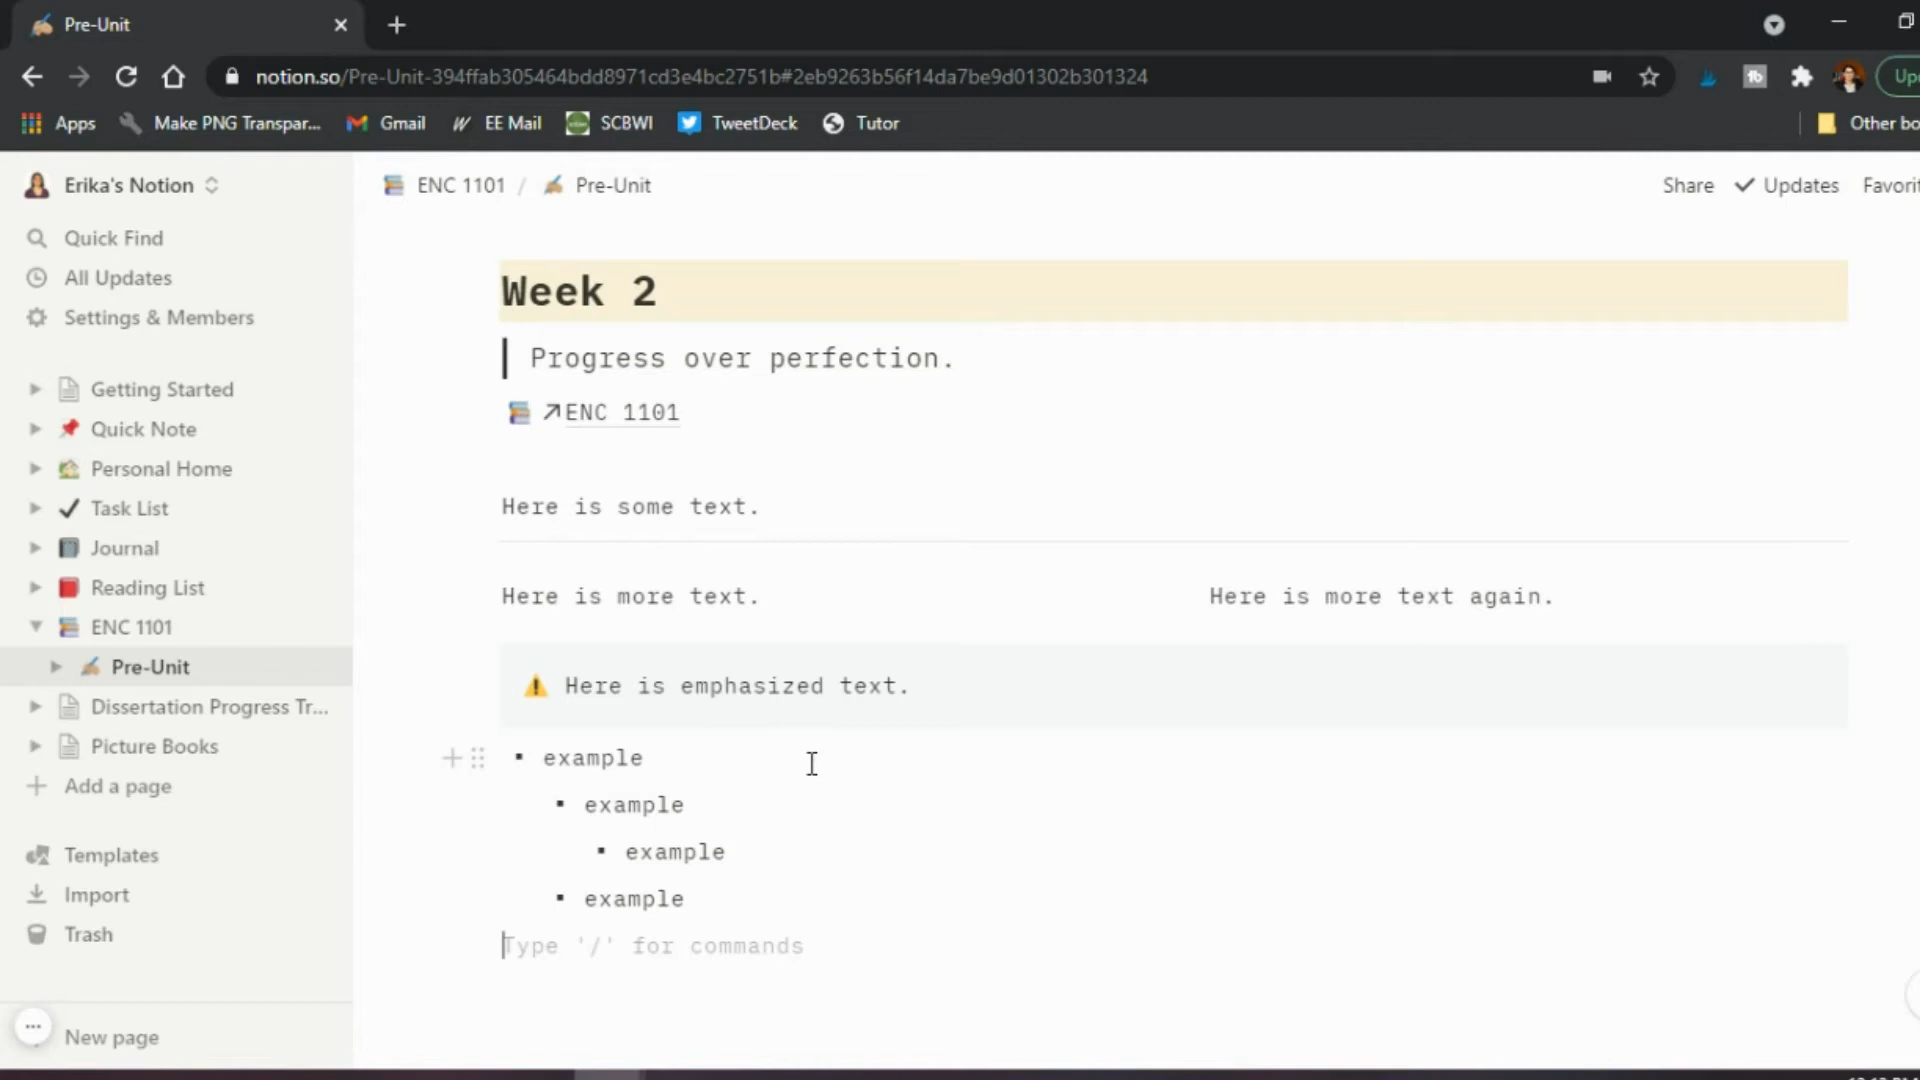 Pre-Unit
notion.so/Pre-Unit-394ffab305464bdd8971cd3e4bc2751b#2eb9263b56f14da7be9d01302b301324
Apps Make PNG Transpar... Gmail EE Mail SCBWI TweetDeck Tutor Other bo
Erika's Notion
Quick Find
All Updates
Settings & Members
Getting Started
Quick Note
Personal Home
Task List
Journal
Reading List
ENC 1101
Pre-Unit
Dissertation Progress Tr...
Picture Books
Add a page
Templates
Import
Trash
New page
ENC 1101 / Pre-Unit
Share Updates Favorit
Week 2
Progress over perfection.
ENC 1101
Here is some text.
Here is more text. Here is more text again.
Here is emphasized text.
example
example
example
example
Type '/' for commands